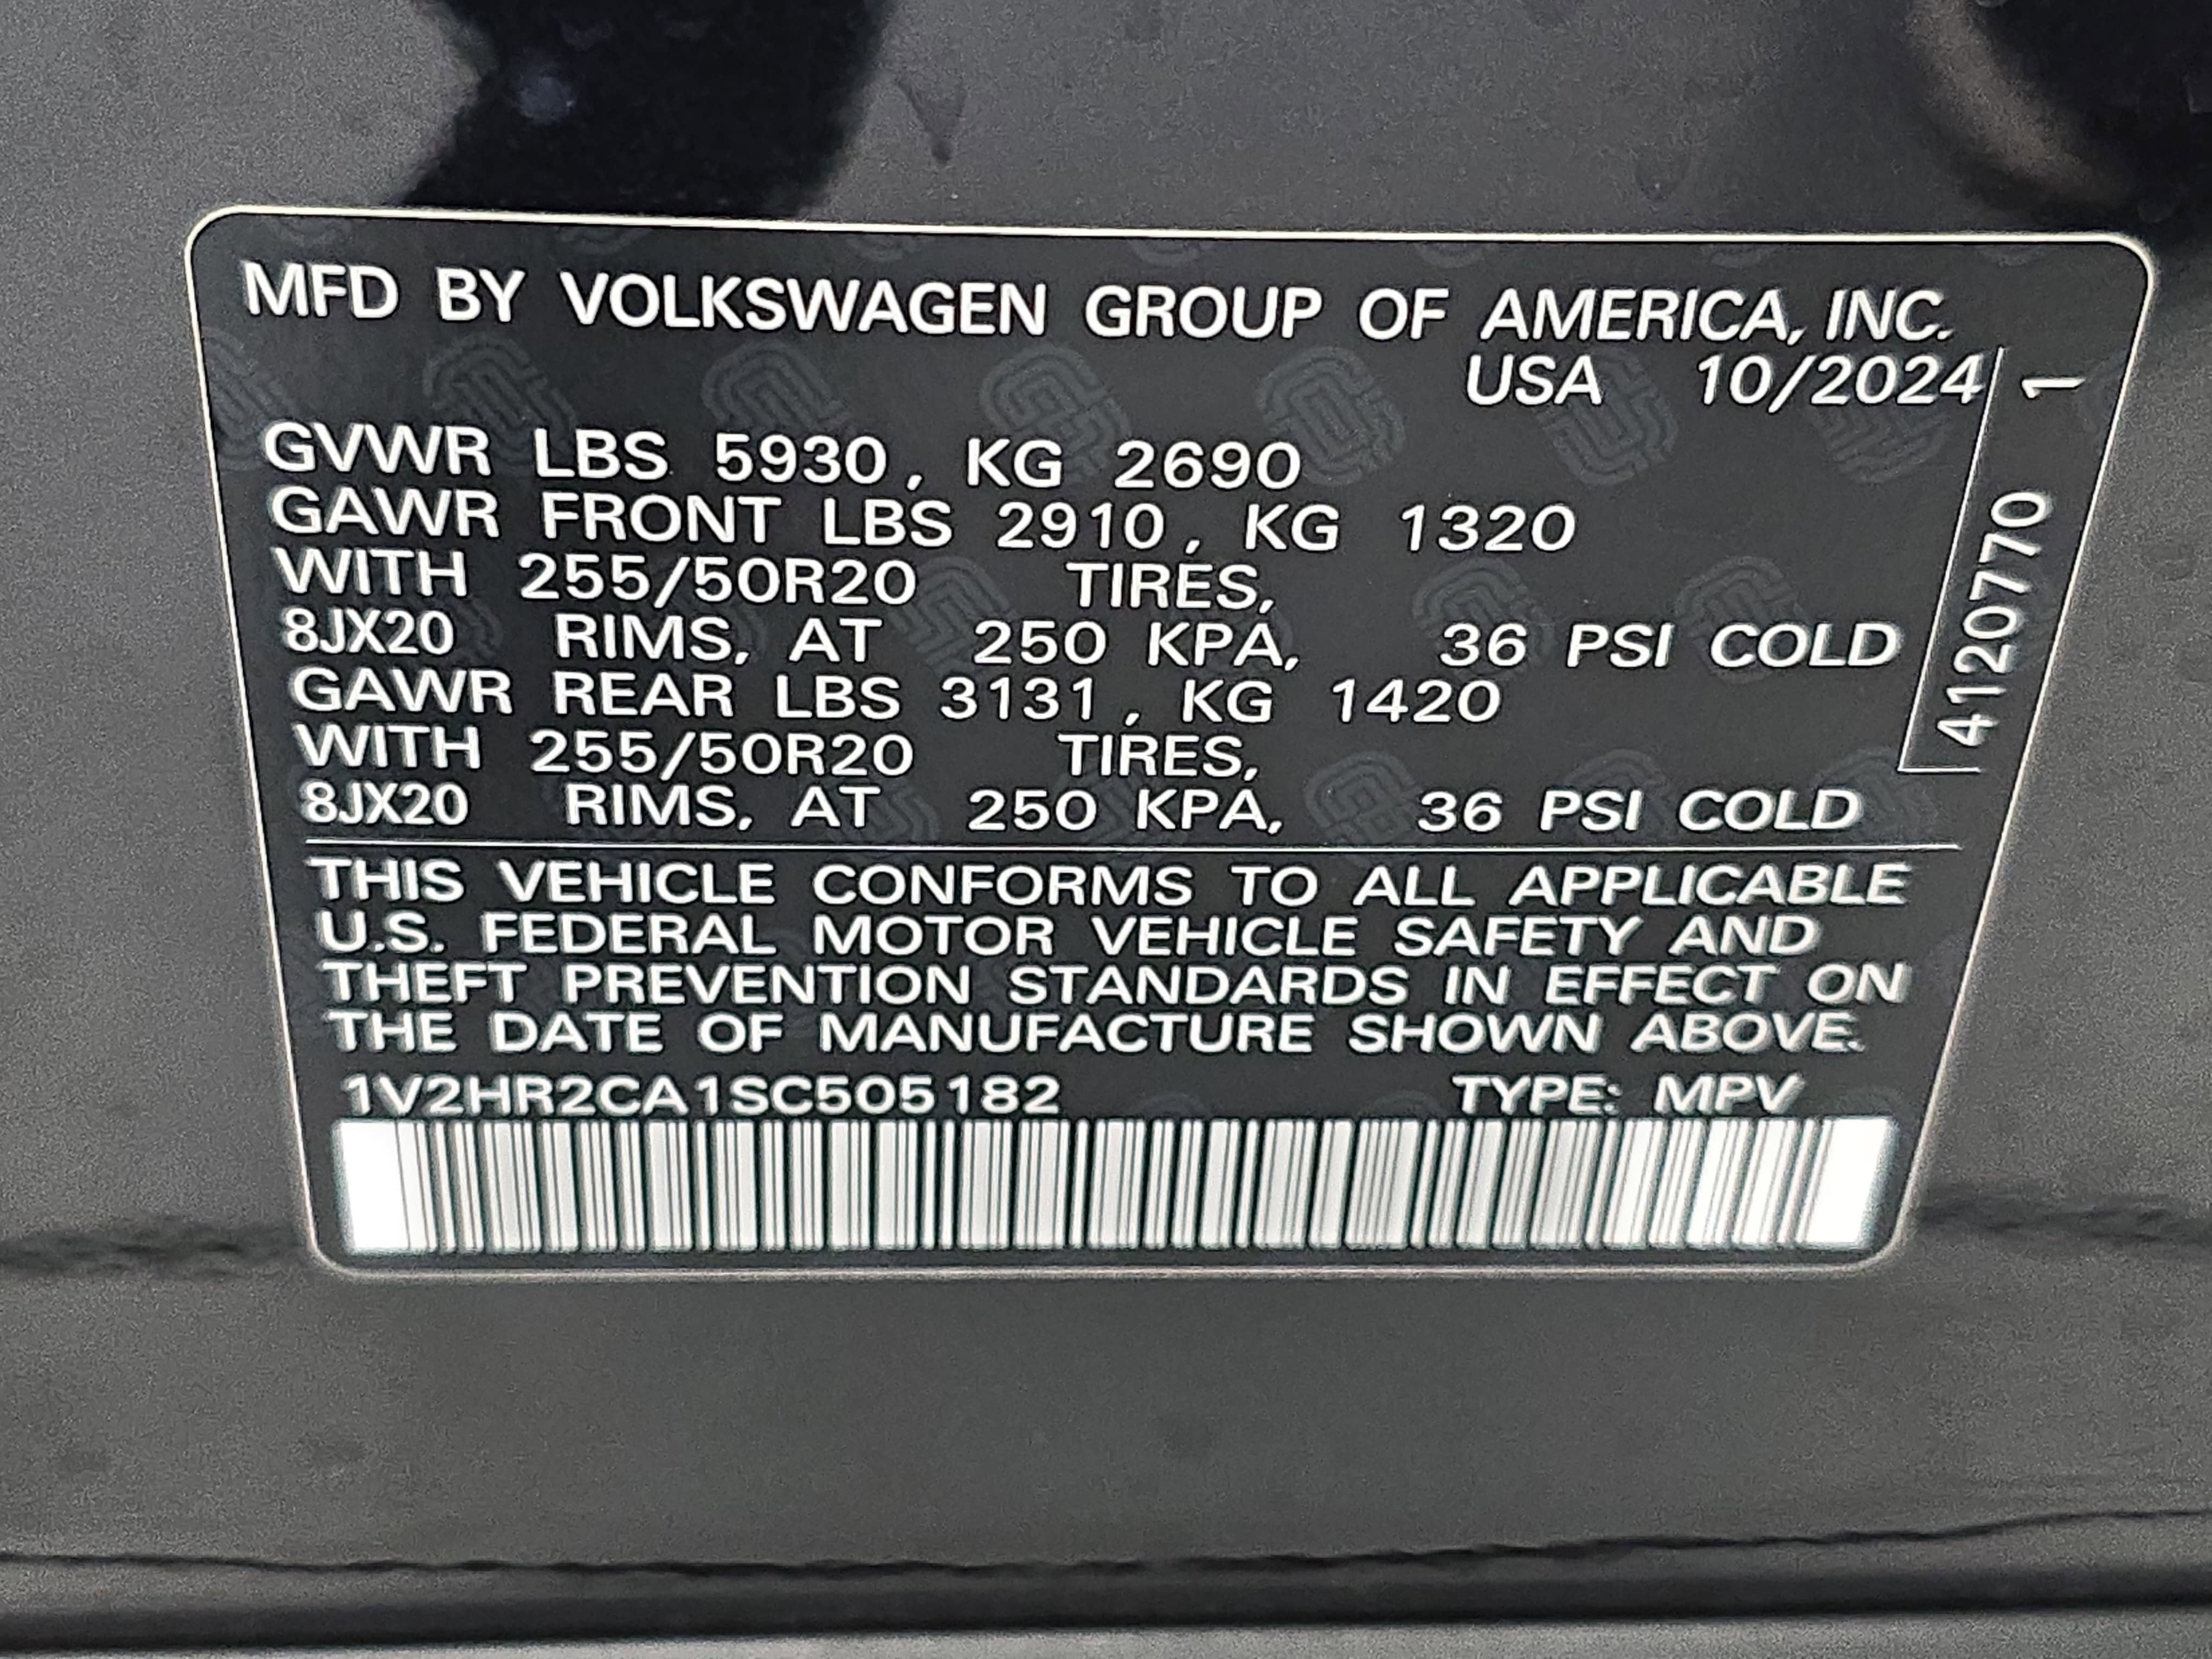 MFD BY VOLKSWAGEN GROUP OF AMERICA, INC.
USA 10/2024
GVWR LBS 5930, KG 2690
GAWR FRONT LBS 2910, KG 1320
WITH 255/50R20 TIRES,
8JX20 RIMS, AT 250 KPA, 36 PSI COLD
GAWR REAR LBS 3131, KG 1420
WITH 255/50R20 TIRES,
8JX20 RIMS, AT 250 KPA, 36 PSI COLD
THIS VEHICLE CONFORMS TO ALL APPLICABLE
U.S. FEDERAL MOTOR VEHICLE SAFETY AND
THEFT PREVENTION STANDARDS IN EFFECT ON
THE DATE OF MANUFACTURE SHOWN ABOVE.
1V2HR2CA1SC505182 TYPE: MPV
4120770 1